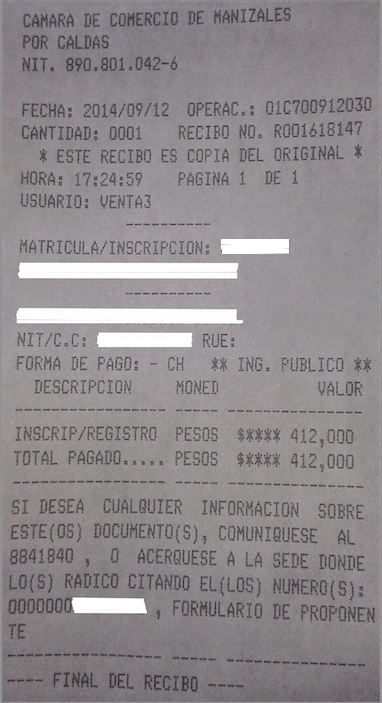 CAMARA DE COMERCIO DE MANIZALES
POR CALDAS
NIT. 890.801.042-6
FECHA: 2014/09/12 OPERAC.: 01C700912030
CANTIDAD: 0001 RECIBO NO. R001618147
* ESTE RECIBO ES COPIA DEL ORIGINAL *
HORA: 17:24:59 PAGINA 1 DE 1
USUARIO: VENTA3
----------
MATRICULA/INSCRIPCION:
----------
NIT/C.C: RUE:
FORMA DE PAGO: - CH ** ING. PUBLICO **
DESCRIPCION MONED VALOR
----------------- ----- ---------------
INSCRIP/REGISTRO PESOS $***** 412,000
TOTAL PAGADO..... PESOS $***** 412,000
----------------- ----- ---------------
SI DESEA CUALQUIER INFORMACION SOBRE
ESTE(OS) DOCUMENTO(S), COMUNIQUESE AL
8841840 , O ACERQUESE A LA SEDE DONDE
LO(S) RADICO CITANDO EL(LOS) NUMERO(S):
0000000 , FORMULARIO DE PROPONEN
TE
----------------- ----- ---------------
---- FINAL DEL RECIBO ----